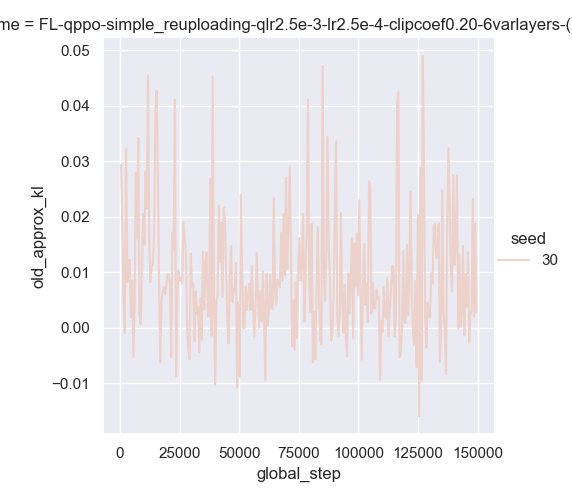 me = FL-qppo-simple_reuploading-qlr2.5e-3-lr2.5e-4-clipcoef0.20-6varlayers-(
0.05
0.04
0.03
0.02
0.01
0.00
−0.01
old_approx_kl
0 25000 50000 75000 100000 125000 150000
global_step
seed
30